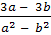 3a − 3b
a² − b²